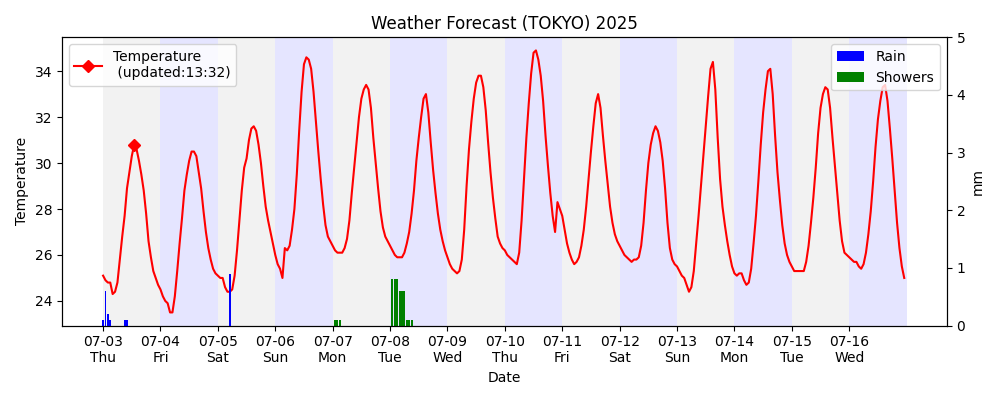 Weather Forecast (TOKYO) 2025
Temperature
(updated:13:32)
Rain
Showers
Temperature
34
32
30
28
26
24
5
4
3
2
1
0
mm
07-03 07-04 07-05 07-06 07-07 07-08 07-09 07-10 07-11 07-12 07-13 07-14 07-15 07-16
Thu Fri Sat Sun Mon Tue Wed Thu Fri Sat Sun Mon Tue Wed
Date